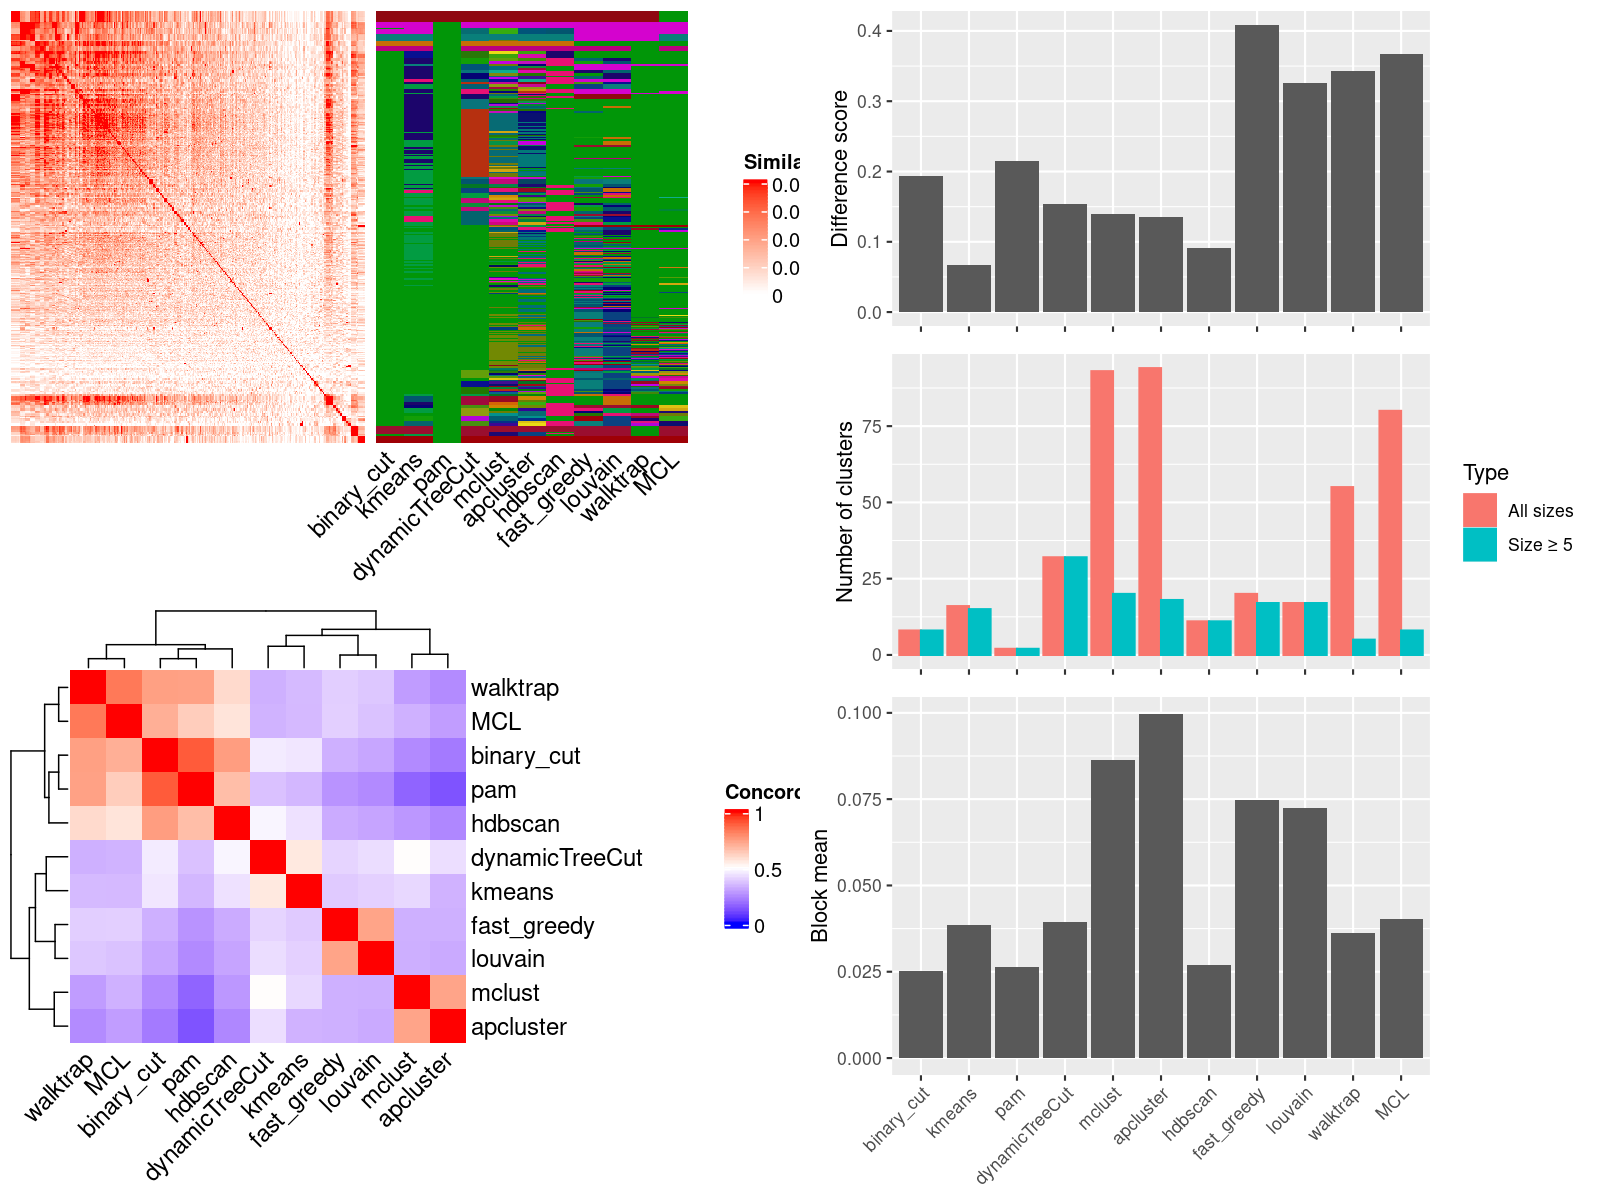 Simila
0.0
0.0
0.0
0.0
0
binary_cut
kmeans
pam
dynamicTreeCut
mclust
apcluster
hdbscan
fast_greedy
louvain
walktrap
MCL
walktrap
MCL
binary_cut
pam
hdbscan
dynamicTreeCut
kmeans
fast_greedy
louvain
mclust
apcluster
Concord
1
0.5
0
walktrap
MCL
binary_cut
pam
hdbscan
dynamicTreeCut
kmeans
fast_greedy
louvain
mclust
apcluster
Difference score
0.4
0.3
0.2
0.1
0.0
Number of clusters
75
50
25
0
Type
All sizes
Size ≥ 5
Block mean
0.100
0.075
0.050
0.025
0.000
binary_cut
kmeans
pam
dynamicTreeCut
mclust
apcluster
hdbscan
fast_greedy
louvain
walktrap
MCL